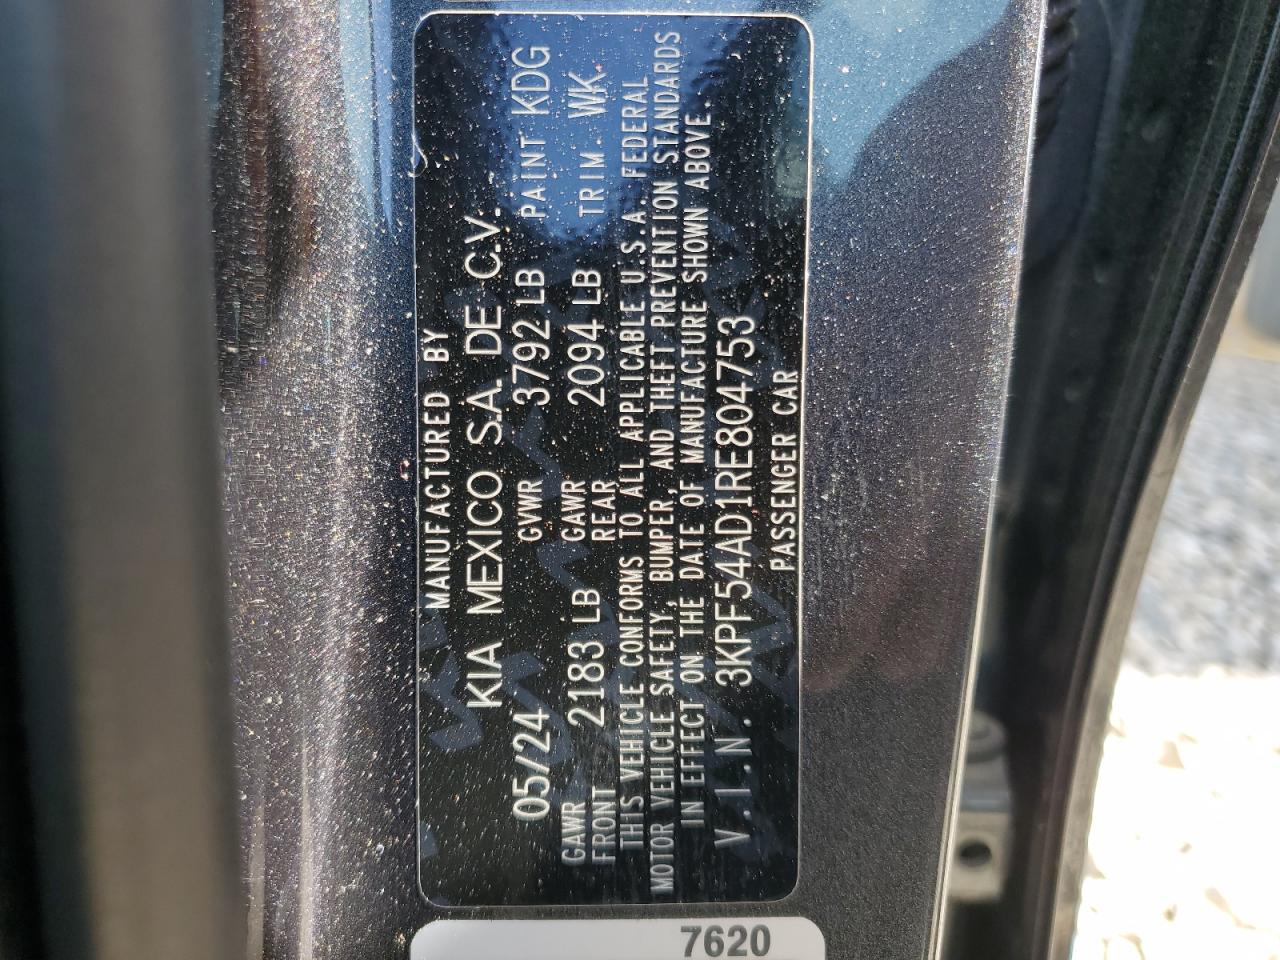 MANUFACTURED BY
KIA MEXICO S.A. DE C.V.
05/24 GVWR 3792 LB PAINT KDG
GAWR FRONT 2183 LB GAWR REAR 2094 LB TRIM. WK
THIS VEHICLE CONFORMS TO ALL APPLICABLE U.S.A. FEDERAL
MOTOR VEHICLE SAFETY, BUMPER, AND THEFT PREVENTION STANDARDS
IN EFFECT ON THE DATE OF MANUFACTURE SHOWN ABOVE.
V.I.N. 3KPF54AD1RE804753
PASSENGER CAR
7620